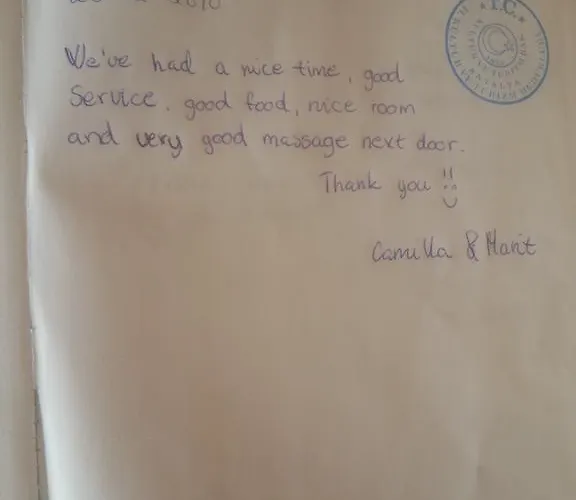 We've had a nice time, good
Service, good food, nice room
and very good massage next door.
Thank you
Camilla & Marit
T.C.